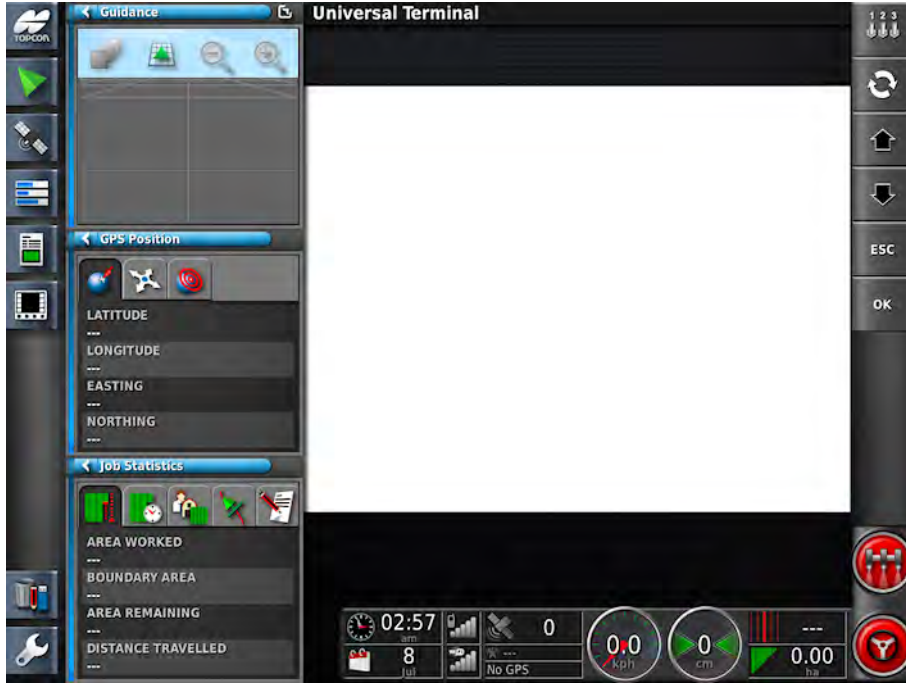 TOPCON
Guidance
Universal Terminal
1 2 3
GPS Position
LATITUDE
---
LONGITUDE
---
EASTING
---
NORTHING
---
Job Statistics
AREA WORKED
---
BOUNDARY AREA
---
AREA REMAINING
---
DISTANCE TRAVELLED
---
ESC
OK
02:57
am
8
Jul
0
---
No GPS
0.0
kph
0
cm
---
0.00
ha